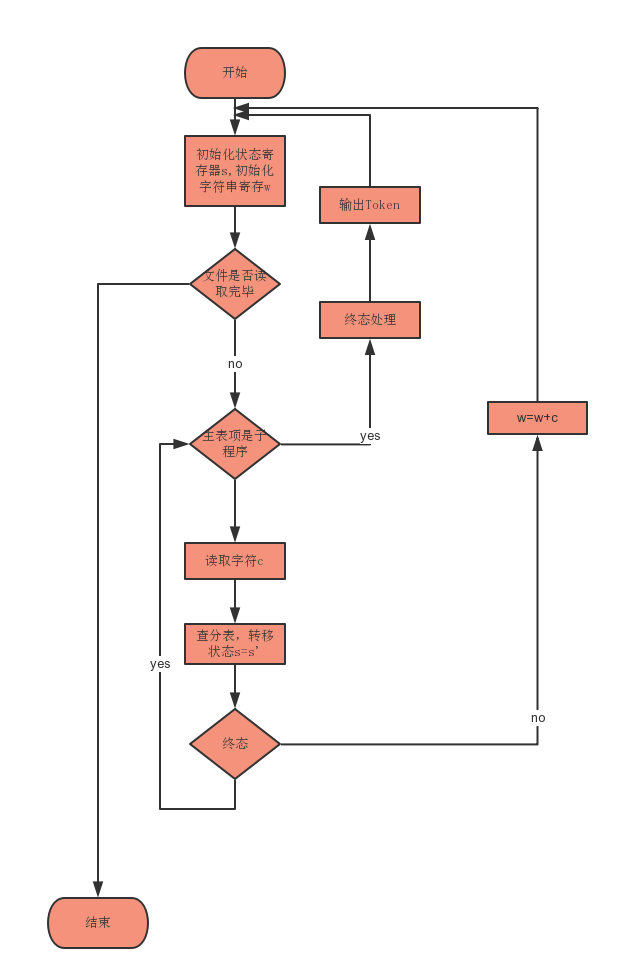 开始
初始化状态寄
存器s,初始化
字符串寄存w
输出Token
文件是否读
取完毕
终态处理
no
w=w+c
主表项是子
程序
yes
读取字符c
查分表，转移
状态s=s'
yes
no
终态
结束